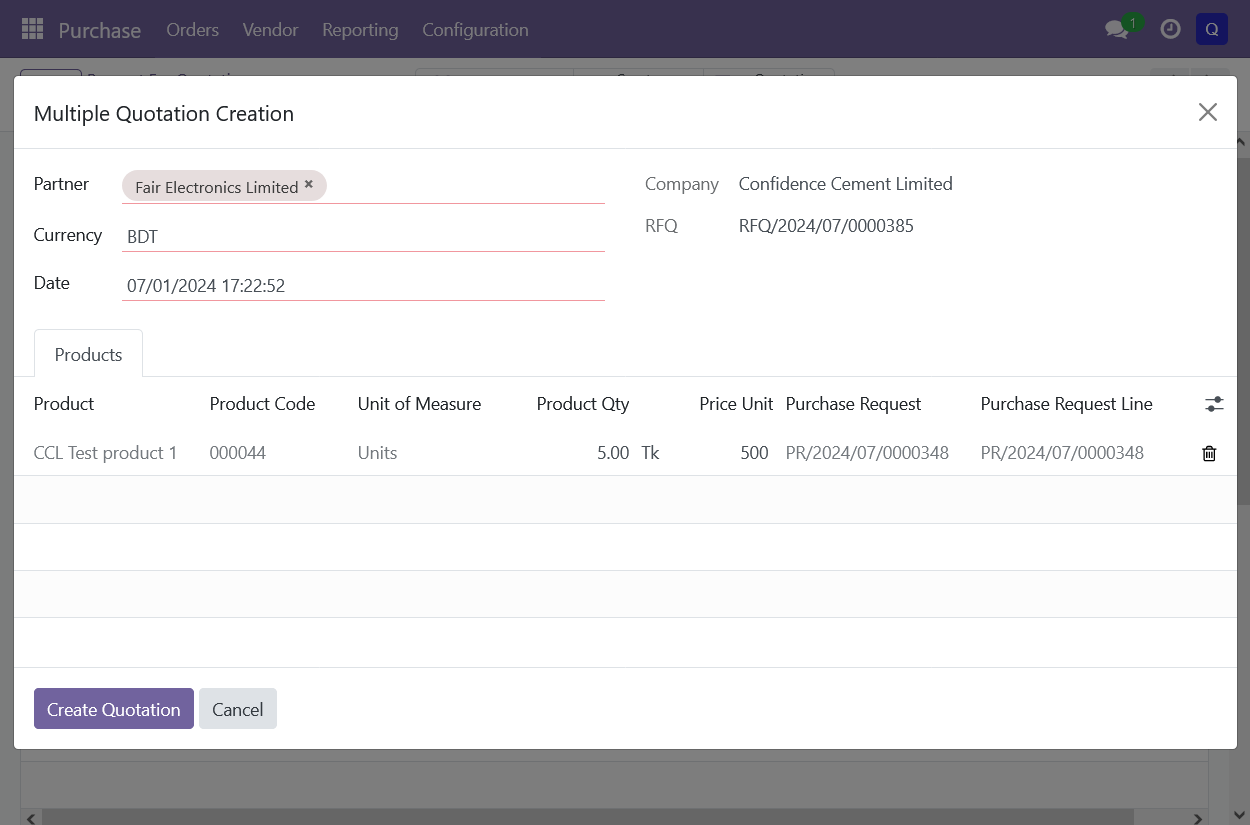 Purchase Orders Vendor Reporting Configuration 1 Q
Multiple Quotation Creation
Partner Fair Electronics Limited × Company Confidence Cement Limited
Currency BDT RFQ RFQ/2024/07/0000385
Date 07/01/2024 17:22:52
Products
Product Product Code Unit of Measure Product Qty Price Unit Purchase Request Purchase Request Line
CCL Test product 1 000044 Units 5.00 Tk 500 PR/2024/07/0000348 PR/2024/07/0000348
Create Quotation Cancel